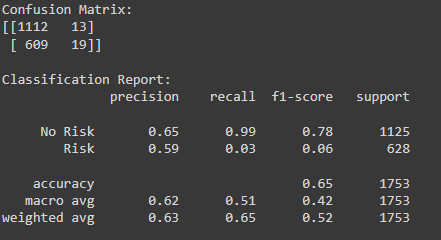 Confusion Matrix:
[[1112   13]
 [ 609   19]]
Classification Report:
              precision    recall  f1-score   support
     No Risk       0.65      0.99      0.78      1125
        Risk       0.59      0.03      0.06       628
    accuracy                           0.65      1753
   macro avg       0.62      0.51      0.42      1753
weighted avg       0.63      0.65      0.52      1753